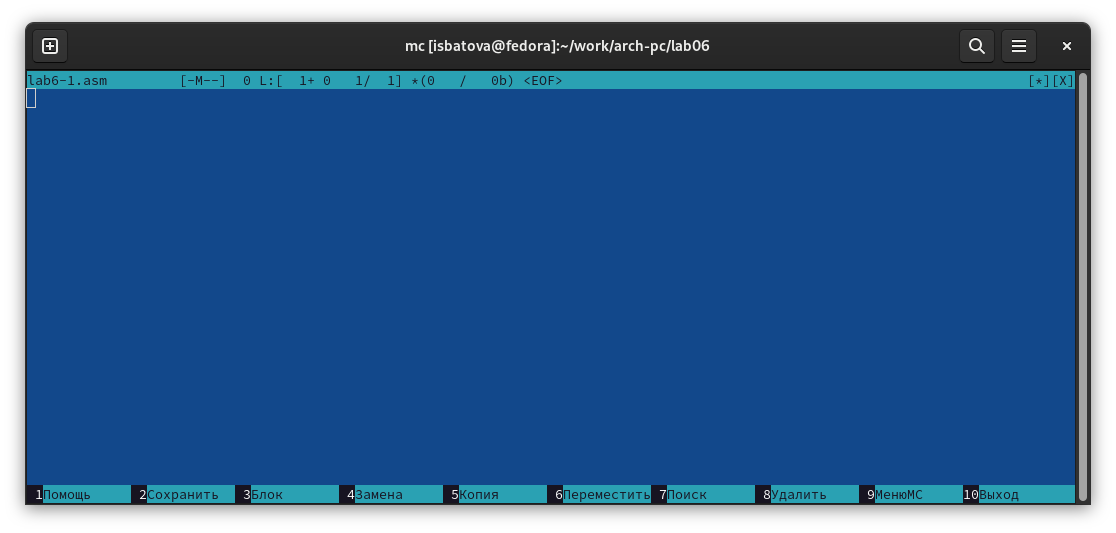 mc [isbatova@fedora]:~/work/arch-pc/lab06
lab6-1.asm [-M--] 0 L:[ 1+ 0 1/ 1] *(0 / 0b) <EOF> [*][X]
1Помощь 2Сохранить 3Блок 4Замена 5Копия 6Переместить 7Поиск 8Удалить 9МенюMC 10Выход